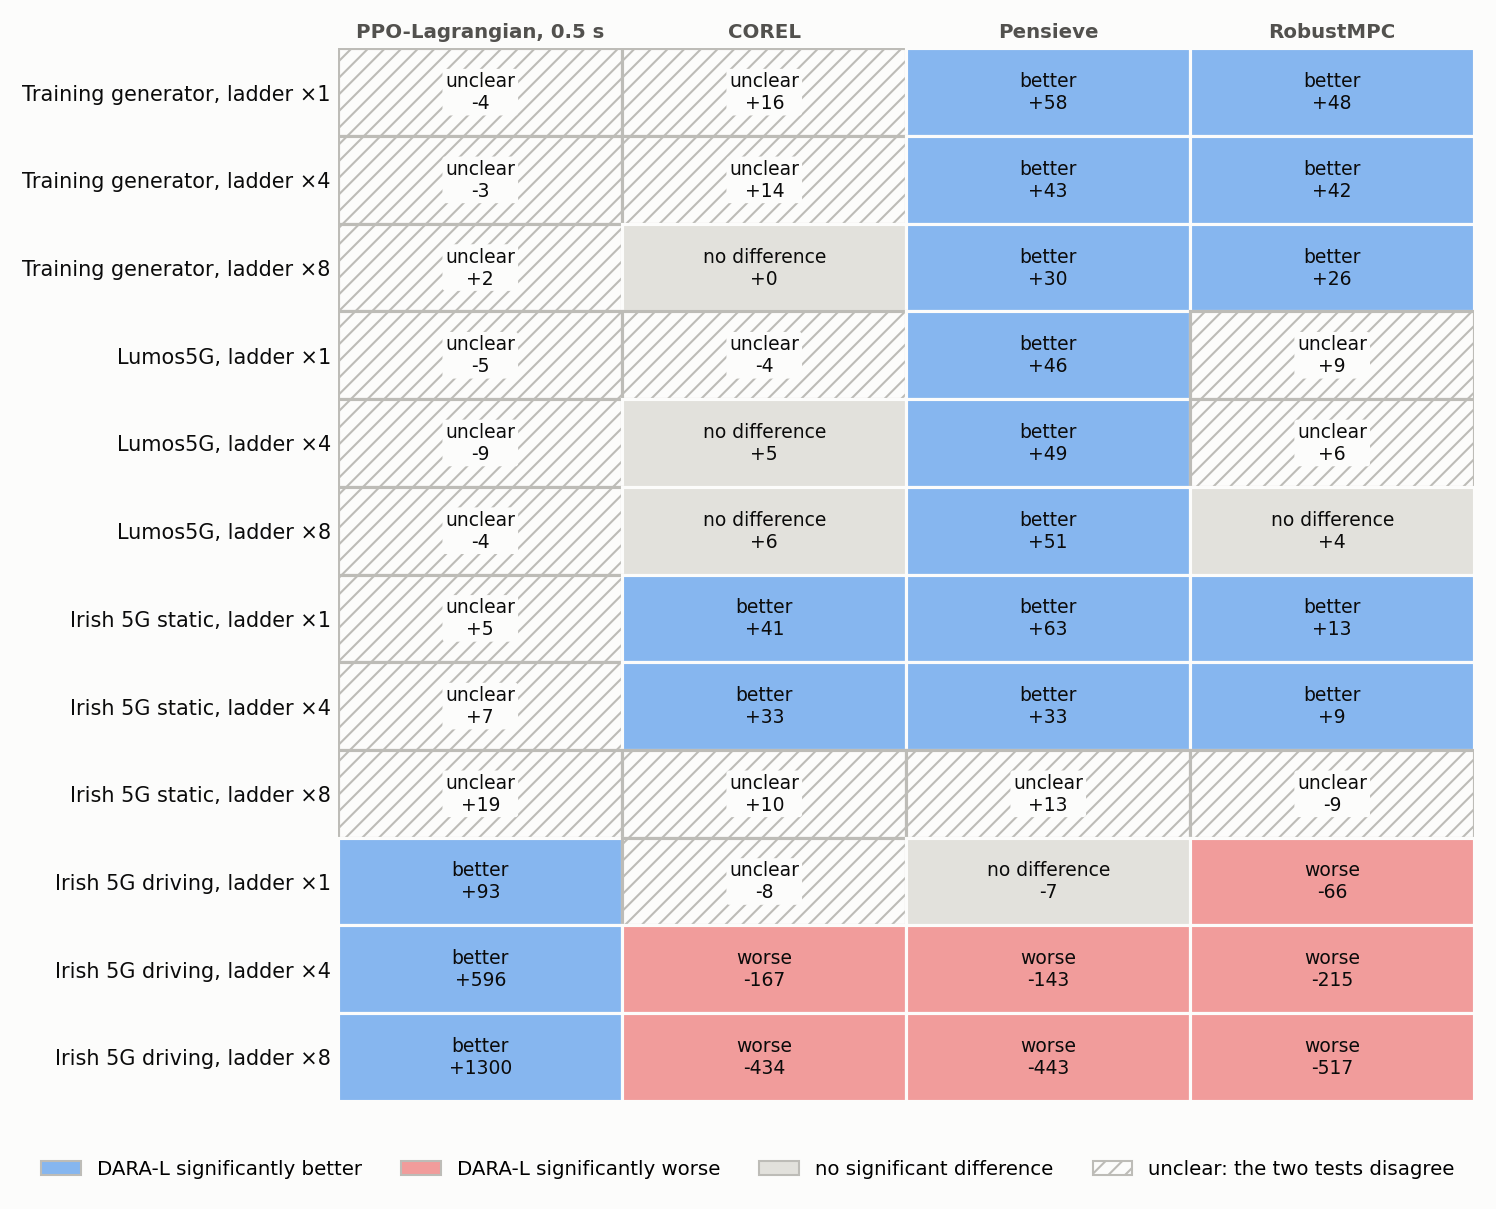 PPO-Lagrangian, 0.5 s COREL Pensieve RobustMPC
Training generator, ladder ×1
unclear
-4
unclear
+16
better
+58
better
+48
Training generator, ladder ×4
unclear
-3
unclear
+14
better
+43
better
+42
Training generator, ladder ×8
unclear
+2
no difference
+0
better
+30
better
+26
Lumos5G, ladder ×1
unclear
-5
unclear
-4
better
+46
unclear
+9
Lumos5G, ladder ×4
unclear
-9
no difference
+5
better
+49
unclear
+6
Lumos5G, ladder ×8
unclear
-4
no difference
+6
better
+51
no difference
+4
Irish 5G static, ladder ×1
unclear
+5
better
+41
better
+63
better
+13
Irish 5G static, ladder ×4
unclear
+7
better
+33
better
+33
better
+9
Irish 5G static, ladder ×8
unclear
+19
unclear
+10
unclear
+13
unclear
-9
Irish 5G driving, ladder ×1
better
+93
unclear
-8
no difference
-7
worse
-66
Irish 5G driving, ladder ×4
better
+596
worse
-167
worse
-143
worse
-215
Irish 5G driving, ladder ×8
better
+1300
worse
-434
worse
-443
worse
-517
DARA-L significantly better DARA-L significantly worse no significant difference unclear: the two tests disagree